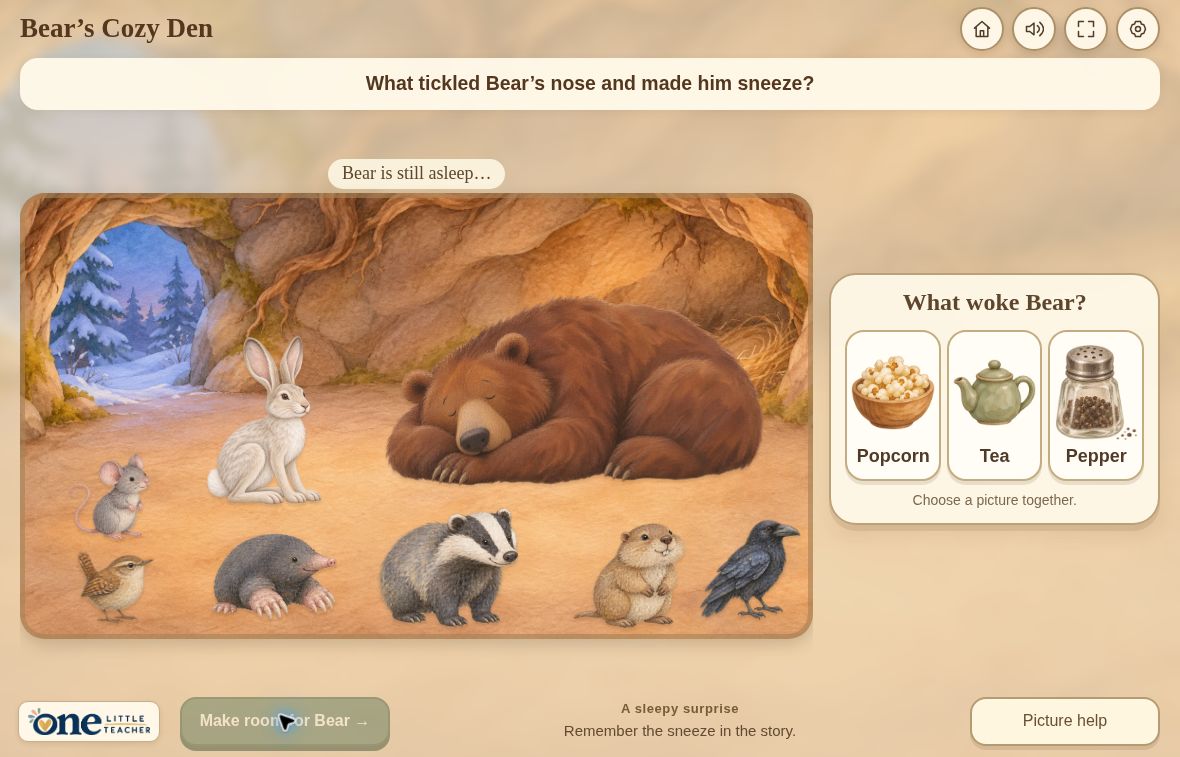 Bear’s Cozy Den
What tickled Bear’s nose and made him sneeze?
Bear is still asleep…
What woke Bear?
Popcorn
Tea
Pepper
Choose a picture together.
one LITTLE TEACHER
Make room for Bear →
A sleepy surprise
Remember the sneeze in the story.
Picture help